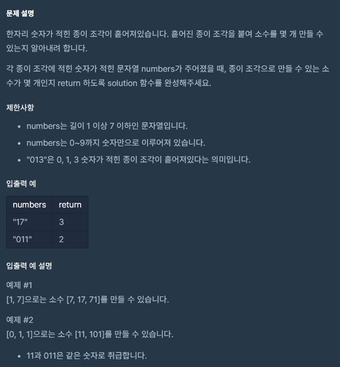 문제 설명
한자리 숫자가 적힌 종이 조각이 흩어져있습니다. 흩어진 종이 조각을 붙여 소수를 몇 개 만들 수
있는지 알아내려 합니다.
각 종이 조각에 적힌 숫자가 적힌 문자열 numbers가 주어졌을 때, 종이 조각으로 만들 수 있는 소
수가 몇 개인지 return 하도록 solution 함수를 완성해주세요.
제한사항
• numbers는 길이 1 이상 7 이하인 문자열입니다.
• numbers는 0~9까지 숫자만으로 이루어져 있습니다.
• "013"은 0, 1, 3 숫자가 적힌 종이 조각이 흩어져있다는 의미입니다.
입출력 예
numbers return
"17" 3
"011" 2
입출력 예 설명
예제 #1
[1, 7]으로는 소수 [7, 17, 71]를 만들 수 있습니다.
예제 #2
[0, 1, 1]으로는 소수 [11, 101]를 만들 수 있습니다.
• 11과 011은 같은 숫자로 취급합니다.